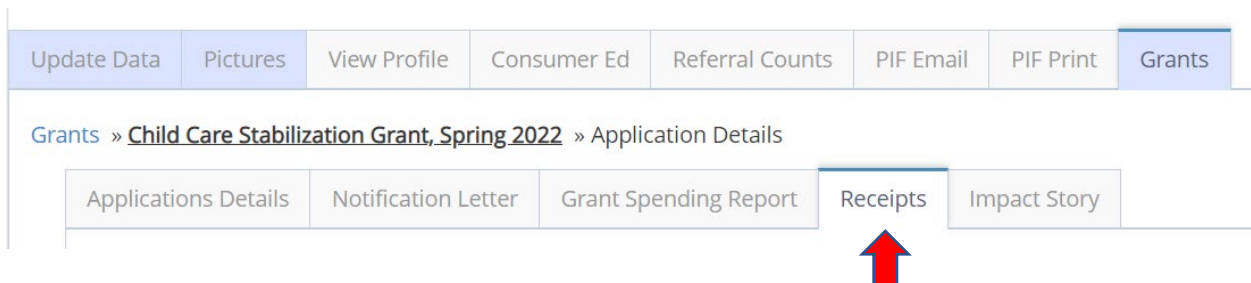 Update Data Pictures View Profile Consumer Ed Referral Counts PIF Email PIF Print Grants
Grants » Child Care Stabilization Grant, Spring 2022 » Application Details
Applications Details Notification Letter Grant Spending Report Receipts Impact Story